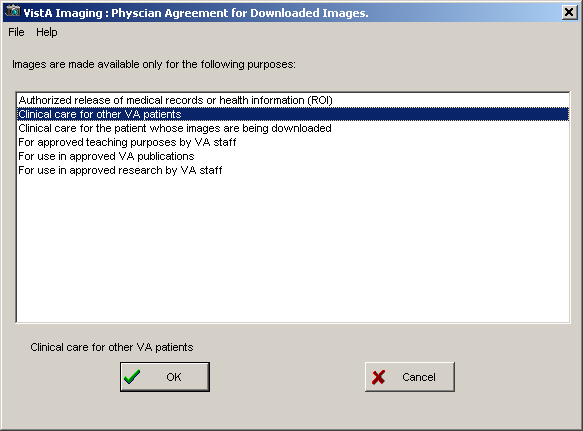 VistA Imaging : Physcian Agreement for Downloaded Images.
File Help
Images are made available only for the following purposes:
Authorized release of medical records or health information (ROI)
Clinical care for other VA patients
Clinical care for the patient whose images are being downloaded
For approved teaching purposes by VA staff
For use in approved VA publications
For use in approved research by VA staff
Clinical care for other VA patients
OK Cancel